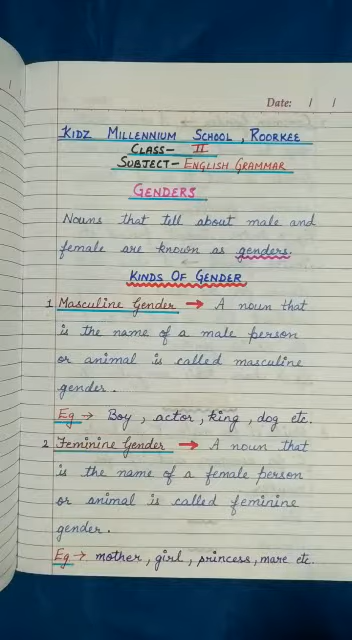 Date: / /
KIDZ MILLENNIUM SCHOOL, ROORKEE
CLASS- II
SUBJECT- ENGLISH GRAMMAR
GENDERS
Nouns that tell about male and
female are known as genders.
KINDS OF GENDER
1 Masculine Gender → A noun that
is the name of a male person
or animal is called masculine
gender.
Eg → Boy, actor, king, dog etc.
2 Feminine Gender → A noun that
is the name of a female person
or animal is called feminine
gender.
Eg → mother, girl, princess, mare etc.